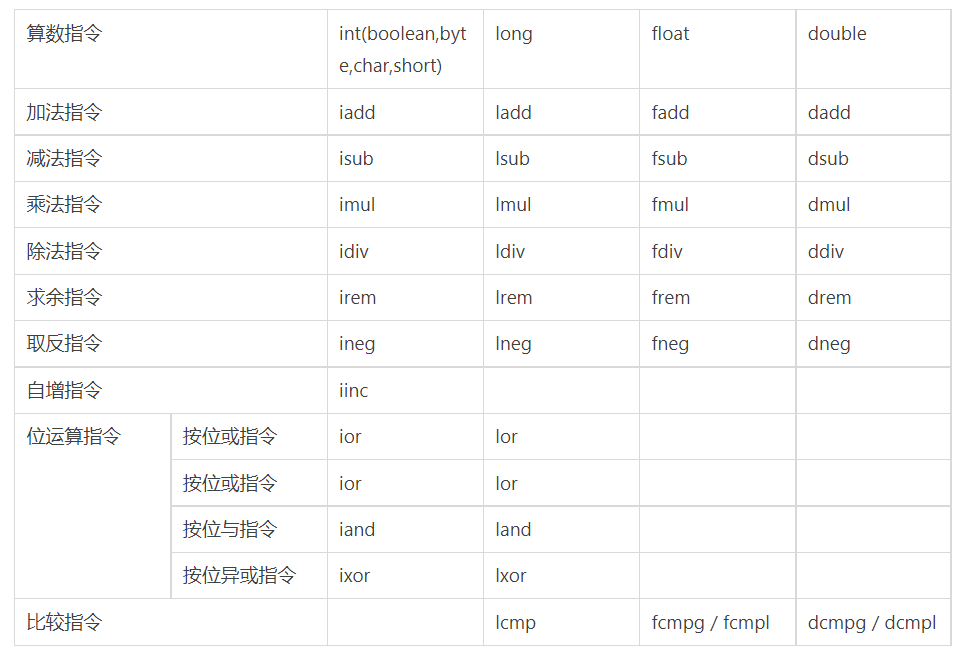 算数指令 int(boolean,byt long float double
e,char,short)
加法指令 iadd ladd fadd dadd
减法指令 isub lsub fsub dsub
乘法指令 imul lmul fmul dmul
除法指令 idiv ldiv fdiv ddiv
求余指令 irem lrem frem drem
取反指令 ineg lneg fneg dneg
自增指令 iinc
位运算指令 按位或指令 ior lor
按位或指令 ior lor
按位与指令 iand land
按位异或指令 ixor lxor
比较指令 lcmp fcmpg / fcmpl dcmpg / dcmpl